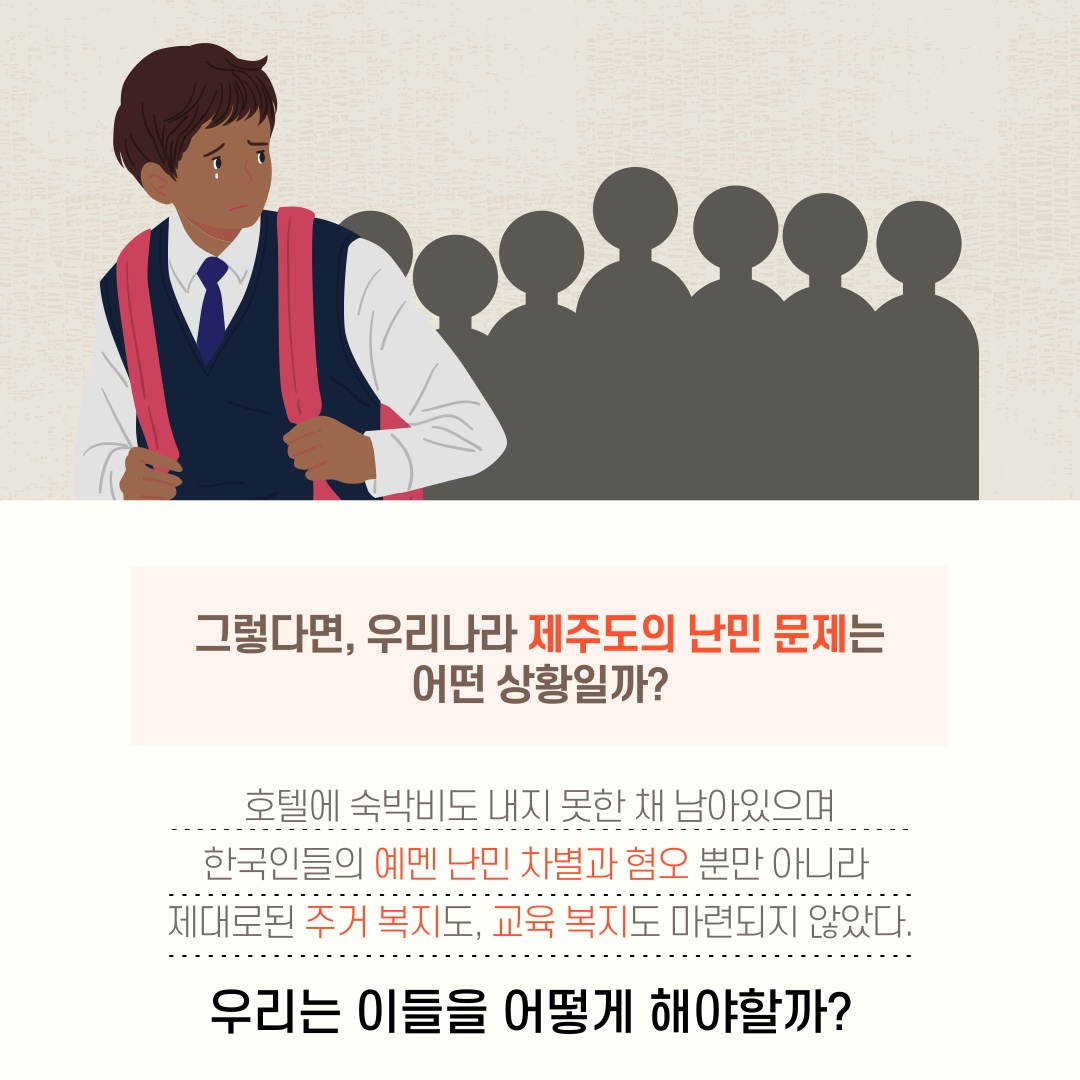 그렇다면, 우리나라 제주도의 난민 문제는
어떤 상황일까?
호텔에 숙박비도 내지 못한 채 남아있으며
한국인들의 예멘 난민 차별과 혐오 뿐만 아니라
제대로된 주거 복지도, 교육 복지도 마련되지 않았다.
우리는 이들을 어떻게 해야할까?